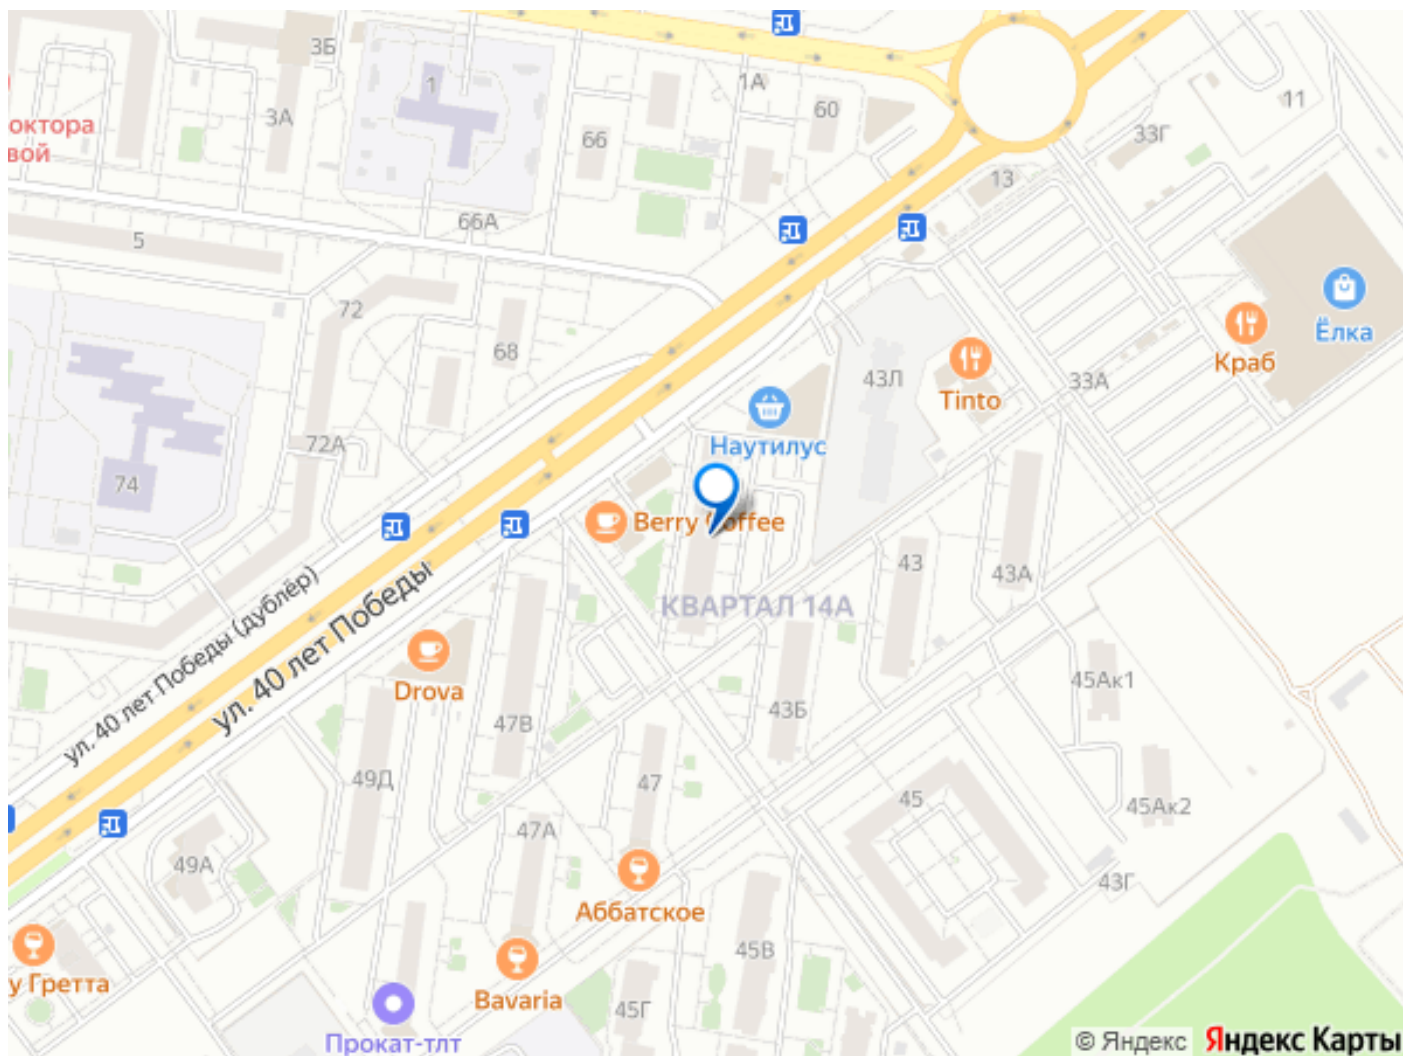 3Б
1
1А
60
11
3А
66
33Г
октора
вой
13
66А
5
72
68
Ёлка
Краб
43Л
33А
Tinto
Наутилус
72А
74
Berry Coffee
43
43А
КВАРТАЛ 14А
ул. 40 лет Победы (дублёр)
ул. 40 лет Победы
Drova
45Ак1
47В
43Б
49Д
47
45
45Ак2
47А
49А
43Г
Аббатское
45В
у Гретта
Bavaria
45Г
Прокат-тлт
© Яндекс Яндекс Карты